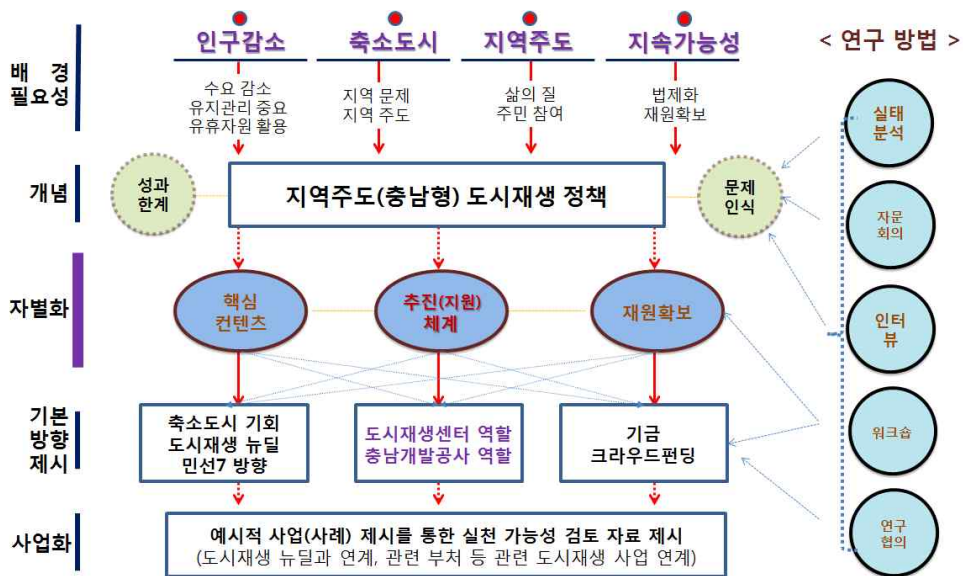 인구감소
축소도시
지역주도
지속가능성
< 연구 방법 >
배 경
필요성
수요 감소
유지관리 중요
유휴자원 활용
지역 문제
지역 주도
삶의 질
주민 참여
법제화
재원확보
실태
분석
개념
성과
한계
지역주도(충남형) 도시재생 정책
문제
인식
자문
회의
자별화
핵심
컨텐츠
추진(지원)
체계
재원확보
인터
뷰
기본
방향
제시
축소도시 기회
도시재생 뉴딜
민선7 방향
도시재생센터 역할
충남개발공사 역할
기금
크라우드펀딩
워크숍
사업화
예시적 사업(사례) 제시를 통한 실천 가능성 검토 자료 제시
(도시재생 뉴딜과 연계, 관련 부처 등 관련 도시재생 사업 연계)
연구
협의